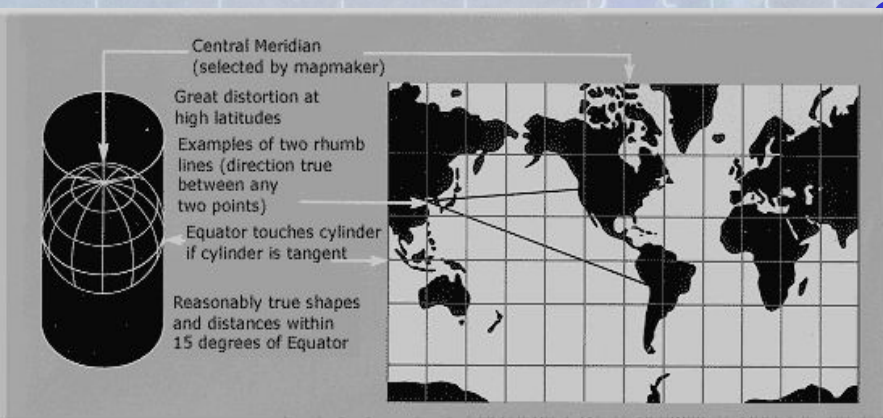 Central Meridian
(selected by mapmaker)
Great distortion at
high latitudes
Examples of two rhumb
lines (direction true
between any
two points)
Equator touches cylinder
if cylinder is tangent
Reasonably true shapes
and distances within
15 degrees of Equator